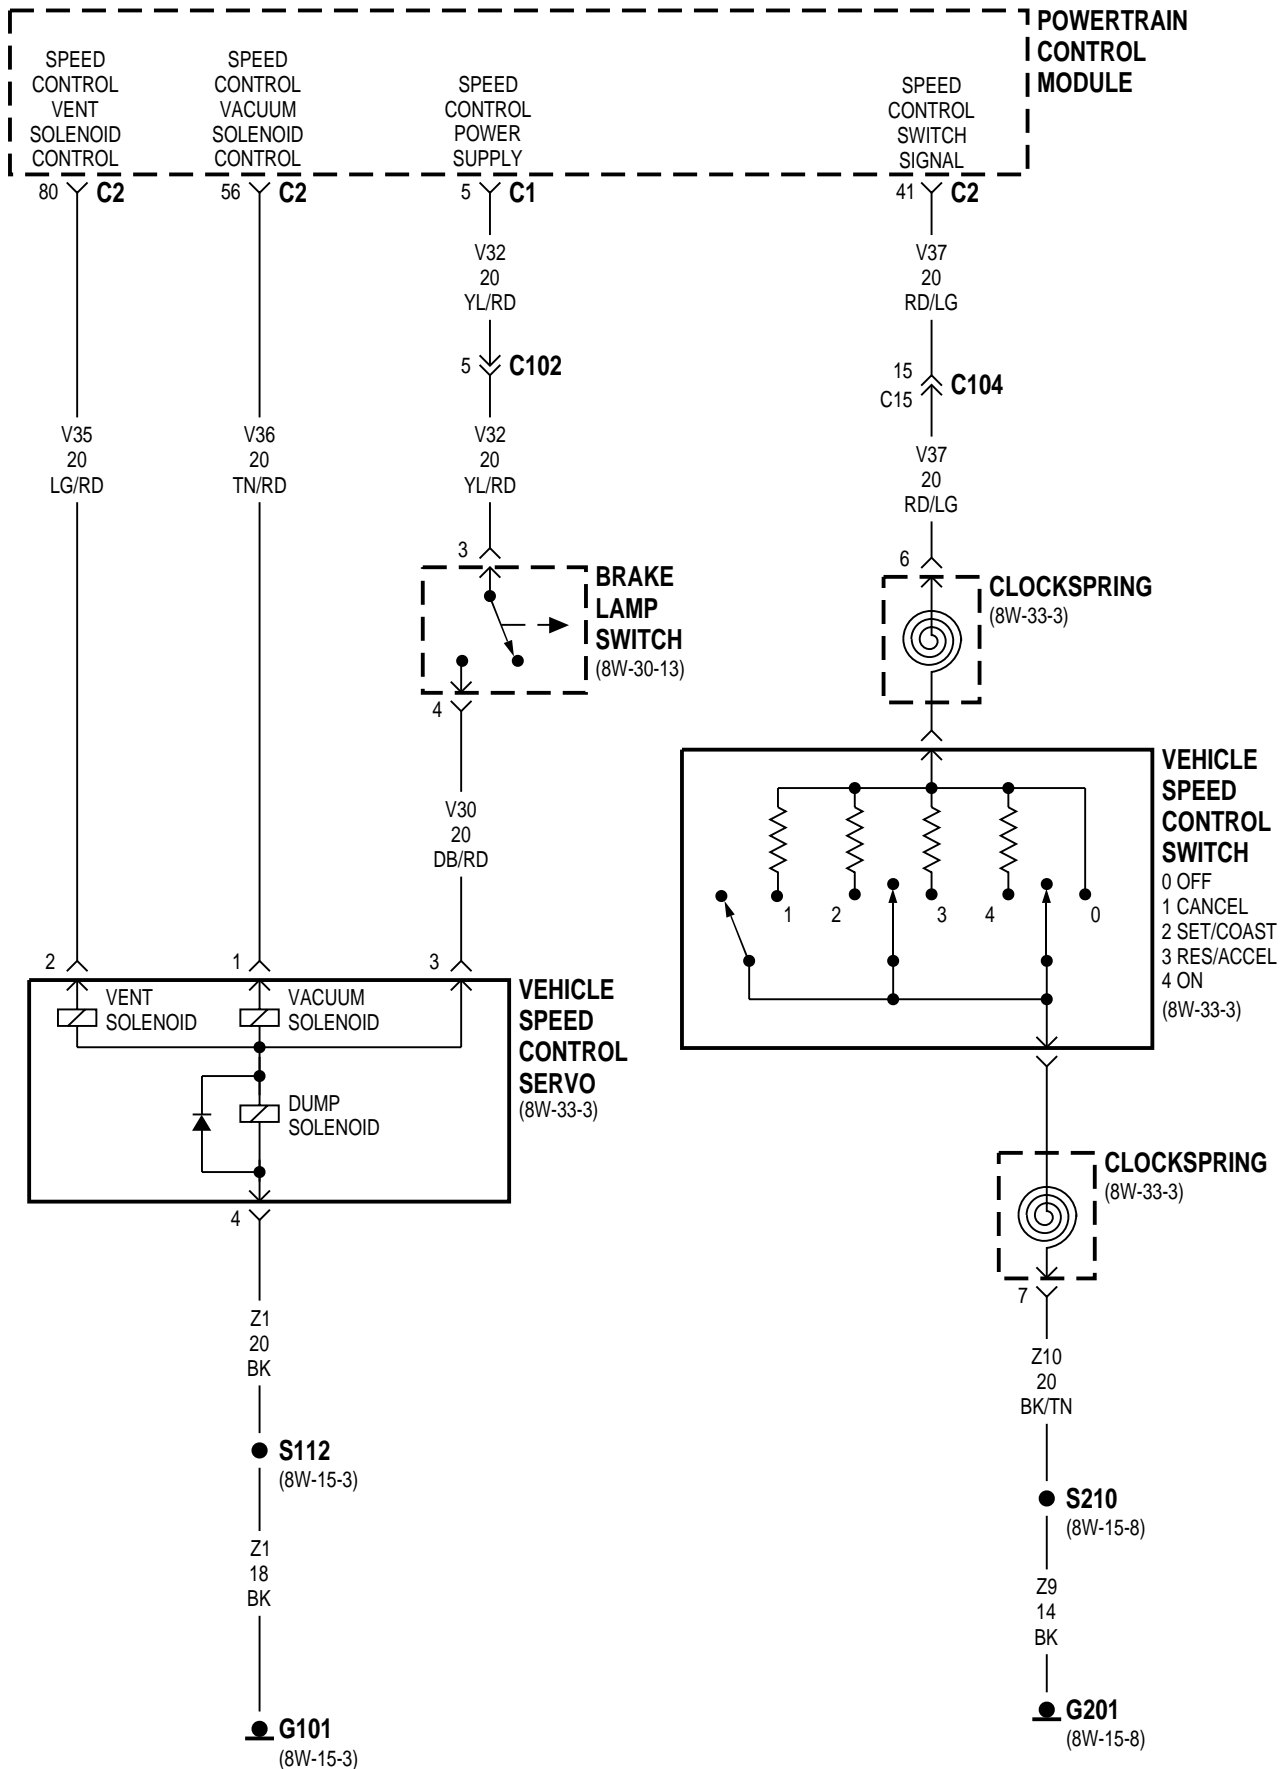 POWERTRAIN
CONTROL
MODULE
SPEED
CONTROL
VENT
SOLENOID
CONTROL
SPEED
CONTROL
VACUUM
SOLENOID
CONTROL
SPEED
CONTROL
POWER
SUPPLY
SPEED
CONTROL
SWITCH
SIGNAL
80 C2
56 C2
5 C1
41 C2
V32
20
YL/RD
V37
20
RD/LG
5 C102
15
C15
C104
V35
20
LG/RD
V36
20
TN/RD
V32
20
YL/RD
V37
20
RD/LG
3
BRAKE
LAMP
SWITCH
(8W-30-13)
4
6
CLOCKSPRING
(8W-33-3)
V30
20
DB/RD
VEHICLE
SPEED
CONTROL
SWITCH
0 OFF
1 CANCEL
2 SET/COAST
3 RES/ACCEL
4 ON
(8W-33-3)
1 2 3 4 0
2 1 3
VENT
SOLENOID
VACUUM
SOLENOID
DUMP
SOLENOID
VEHICLE
SPEED
CONTROL
SERVO
(8W-33-3)
4
CLOCKSPRING
(8W-33-3)
7
Z1
20
BK
Z10
20
BK/TN
S112
(8W-15-3)
S210
(8W-15-8)
Z1
18
BK
Z9
14
BK
G101
(8W-15-3)
G201
(8W-15-8)